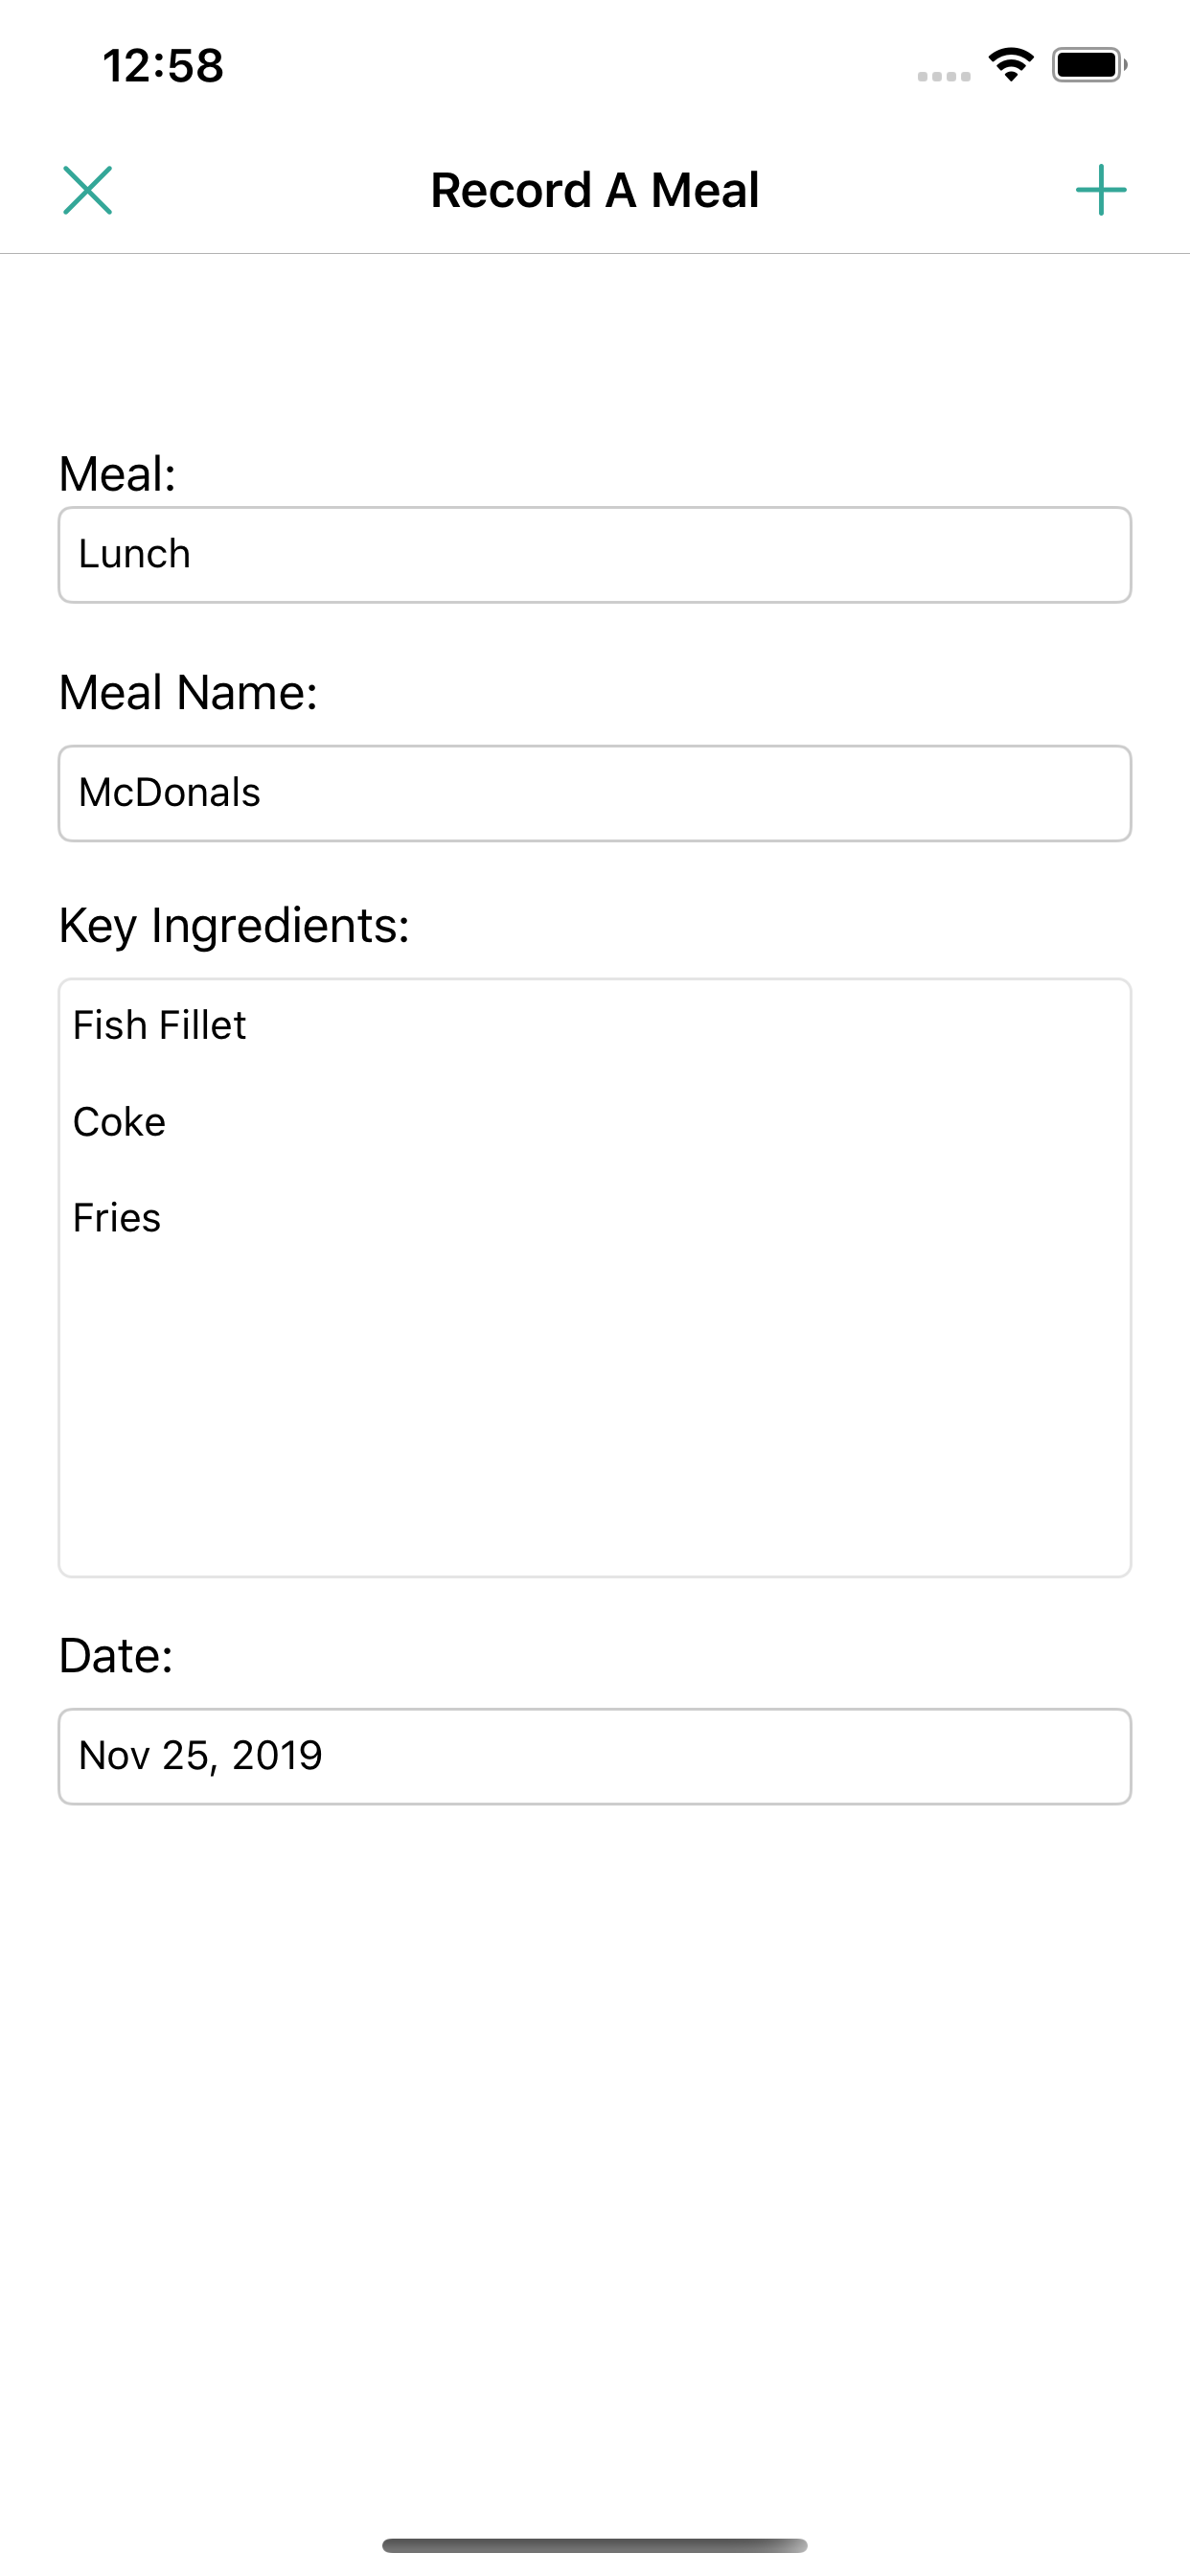 12:58
Record A Meal
Meal:
Lunch
Meal Name:
McDonals
Key Ingredients:
Fish Fillet
Coke
Fries
Date:
Nov 25, 2019